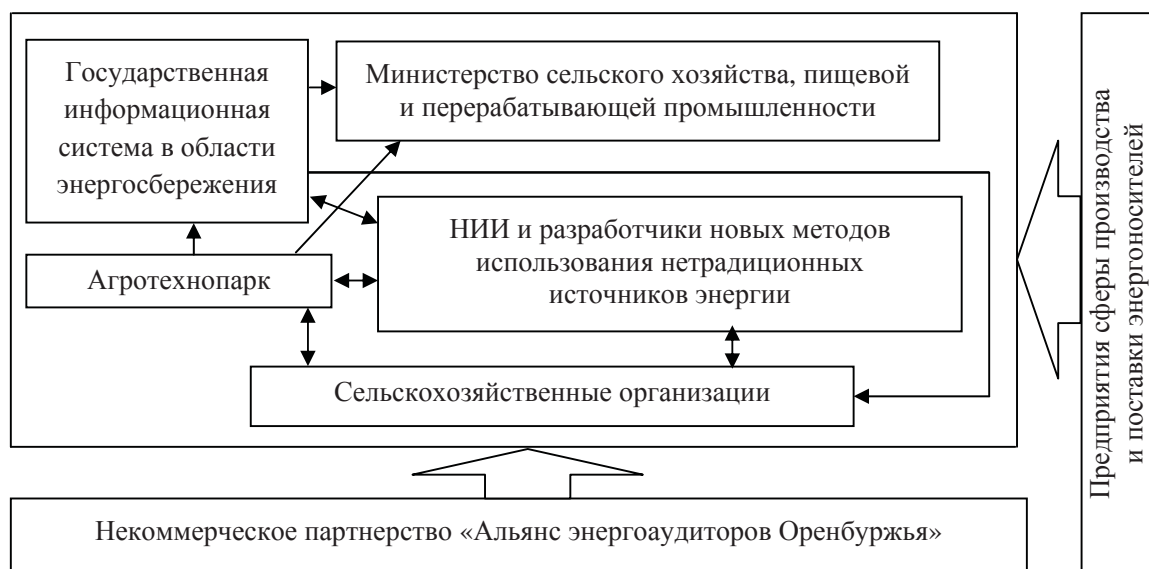 Государственная
информационная
система в области
энергосбережения
Министерство сельского хозяйства, пищевой
и перерабатывающей промышленности
НИИ и разработчики новых методов
использования нетрадиционных
источников энергии
Агротехнопарк
Сельскохозяйственные организации
Некоммерческое партнерство «Альянс энергоаудиторов Оренбуржья»
Предприятия сферы производства
и поставки энергоносителей